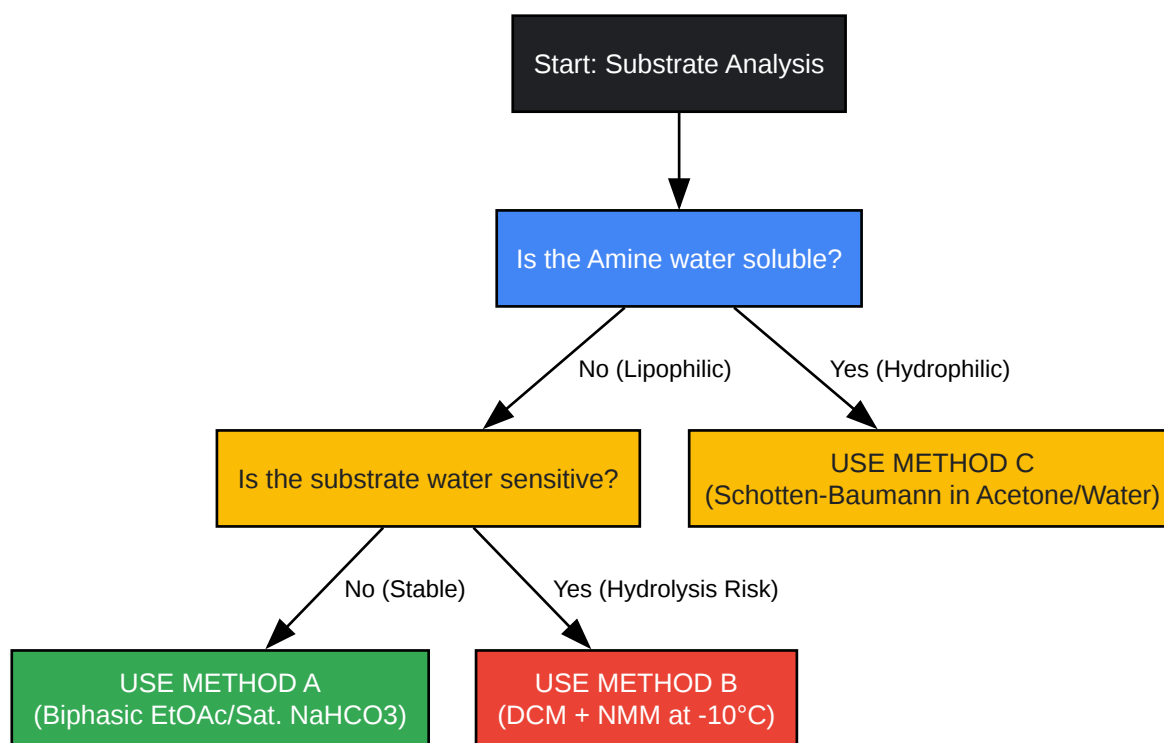 Start: Substrate Analysis
Is the Amine water soluble?
No (Lipophilic)
Yes (Hydrophilic)
Is the substrate water sensitive?
USE METHOD C
(Schotten-Baumann in Acetone/Water)
No (Stable)
Yes (Hydrolysis Risk)
USE METHOD A
(Biphasic EtOAc/Sat. NaHCO3)
USE METHOD B
(DCM + NMM at -10°C)